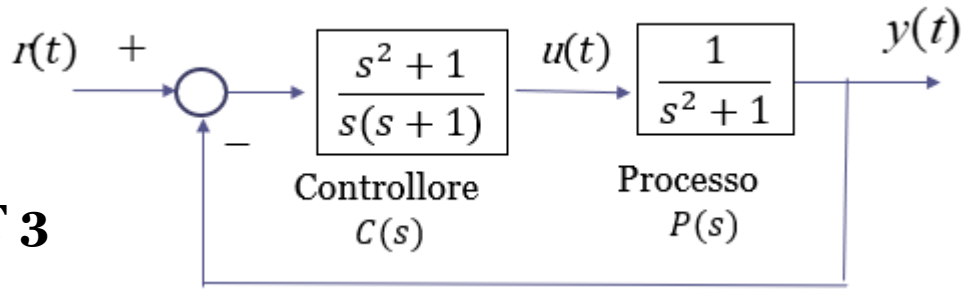 r(t) + s² + 1 u(t) 1 y(t)
s(s + 1) s² + 1
−
Controllore Processo
C(s) P(s)
3